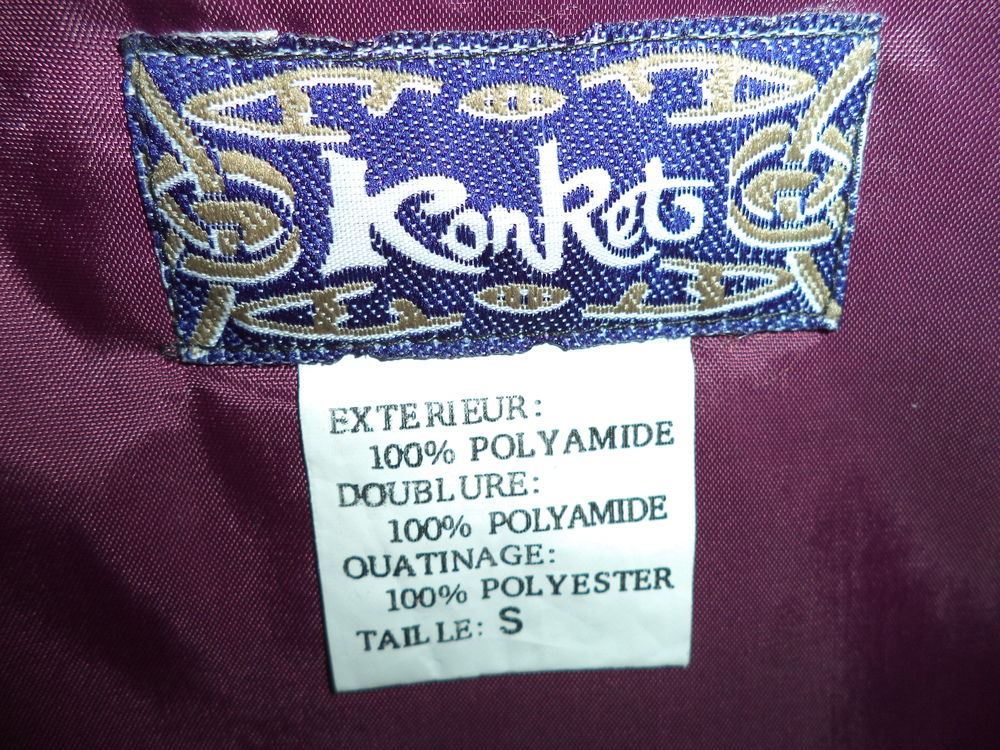 KonKet
EXTERIEUR:
100% POLYAMIDE
DOUBLURE:
100% POLYAMIDE
OUATINAGE:
100% POLYESTER
TAILLE: S